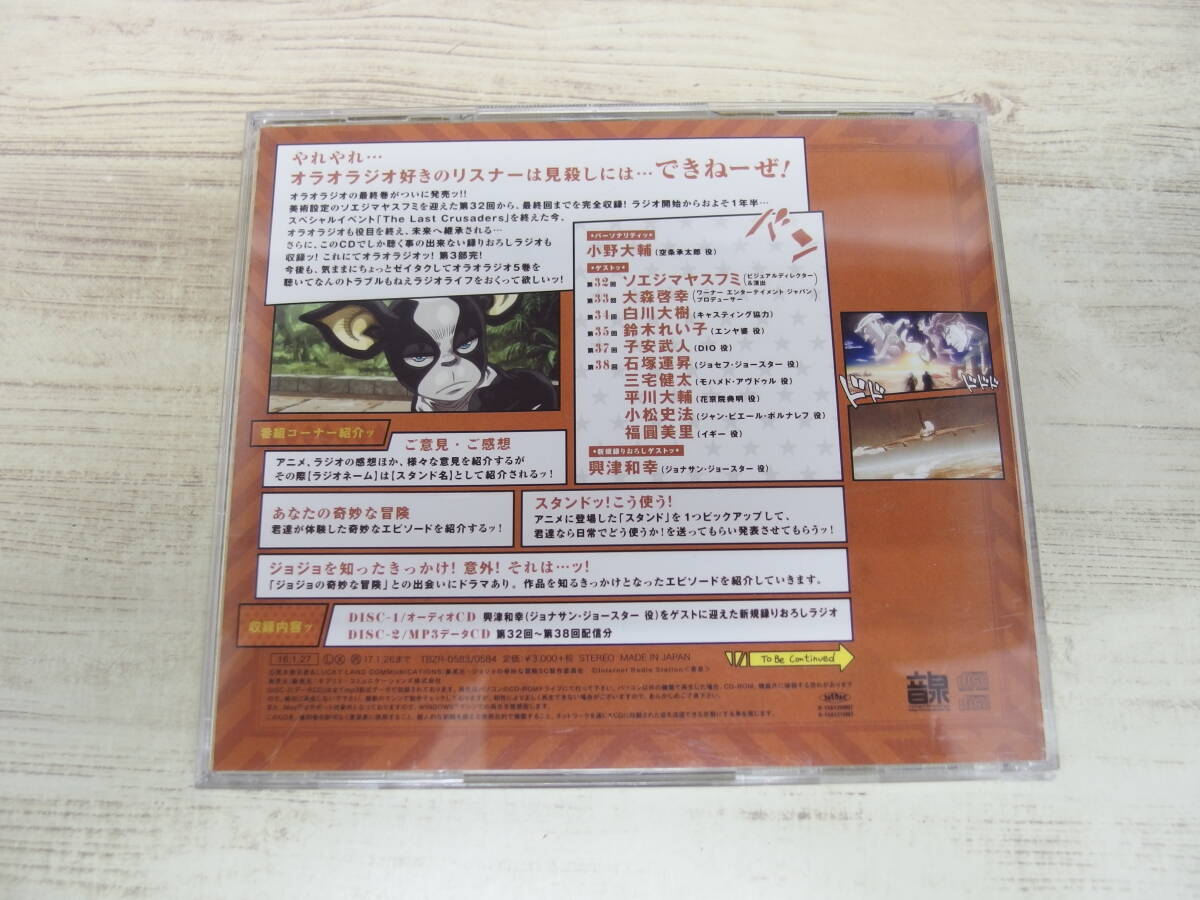 やれやれ…
オラオラジオ好きのリスナーは見殺しには…できねーぜ!
オラオラジオの最終巻がついに発売ッ!!
美術設定のソエジマヤスフミを迎えた第32回から、最終回までを完全収録! ラジオ開始からおよそ1年半…
スペシャルイベント「The Last Crusaders」を終えた今、
オラオラジオも役目を終え、未来へ継承される…
さらに、このCDでしか聴く事の出来ない録りおろしラジオも
収録ッ! これにてオラオラジオッ! 第3部完!
今後も、気ままにちょっとゼイタクしてオラオラジオ5巻を
聴いてなんのトラブルもねえラジオライフをおくって欲しいッ!
バン
・パーソナリティッ・
小野大輔(空条承太郎 役)
・ゲストッ・
第32回 ソエジマヤスフミ(ビジュアルディレクター&演出)
第33回 大森啓幸(ワーナー エンターテイメント ジャパン プロデューサー)
第34回 白川大樹(キャスティング協力)
第35回 鈴木れい子(エンヤ婆 役)
第37回 子安武人(DIO 役)
第38回 石塚運昇(ジョセフ・ジョースター 役)
三宅健太(モハメド・アヴドゥル 役)
平川大輔(花京院典明 役)
小松史法(ジャン・ピエール・ポルナレフ 役)
福圓美里(イギー 役)
・新規録りおろしゲストッ・
興津和幸(ジョナサン・ジョースター 役)
ドド
ドドド
番組コーナー紹介ッ
ご意見・ご感想
アニメ、ラジオの感想ほか、様々な意見を紹介するが
その際【ラジオネーム】は【スタンド名】として紹介されるッ!
あなたの奇妙な冒険
君達が体験した奇妙なエピソードを紹介するッ!
スタンドッ! こう使う!
アニメに登場した「スタンド」を1つピックアップして、
君達なら日常でどう使うか!を送ってもらい発表させてもらうッ!
ジョジョを知ったきっかけ! 意外! それは…ッ!
「ジョジョの奇妙な冒険」との出会いにドラマあり。作品を知るきっかけとなったエピソードを紹介していきます。
収録内容ッ
DISC-1/オーディオCD 興津和幸(ジョナサン・ジョースター 役)をゲストに迎えた新規録りおろしラジオ
DISC-2/MP3データCD 第32回〜第38回配信分
16.1.27 17.1.26まで TBZR-0583/0584 定価:¥3,000+税 STEREO MADE IN JAPAN
To Be Continued
音泉